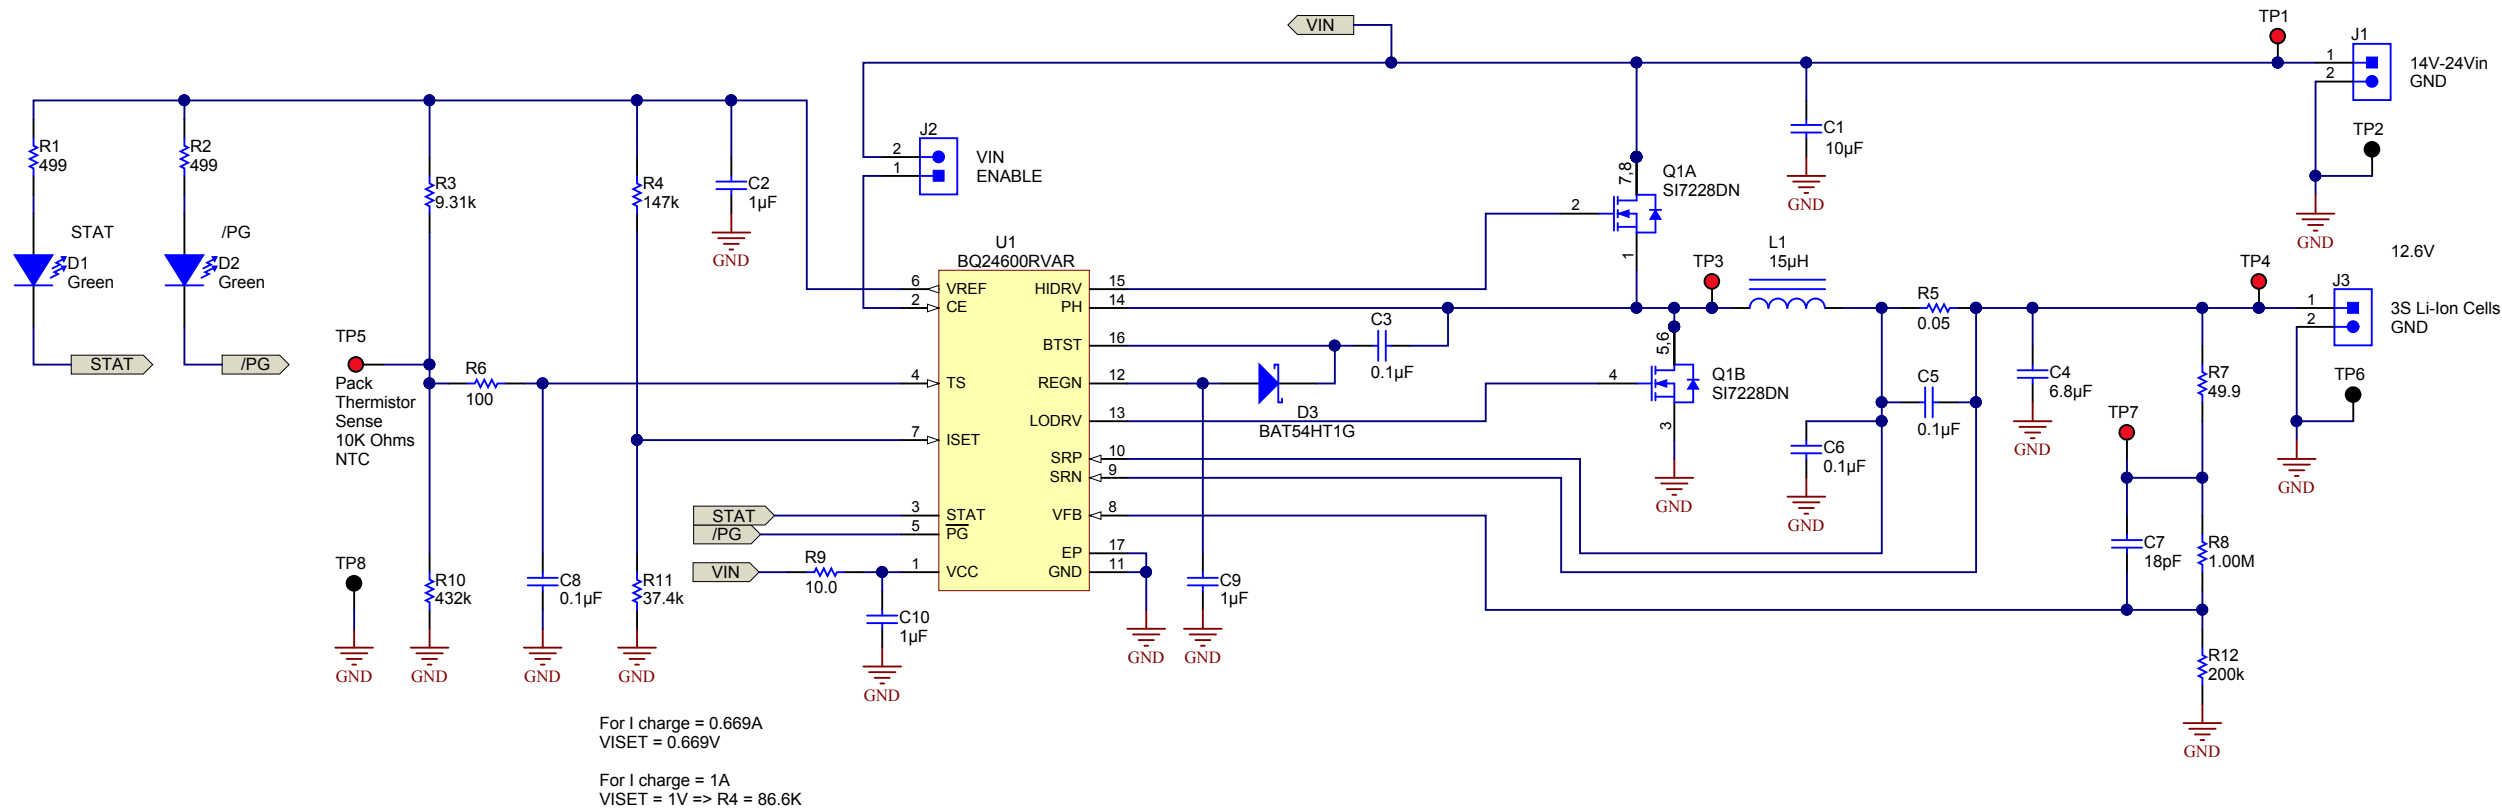 VIN
TP1
J1
1
2
14V-24Vin
GND
TP2
GND
R1
499
R2
499
R3
9.31k
R4
147k
C2
1µF
GND
J2
2
1
VIN
ENABLE
C1
10µF
GND
Q1A
SI7228DN
7,8
2
1
STAT
D1
Green
/PG
D2
Green
STAT
/PG
U1
BQ24600RVAR
6
VREF
2
CE
4
TS
7
ISET
3
STAT
5
PG
1
VCC
HIDRV
15
PH
14
BTST
16
REGN
12
LODRV
13
SRP
10
SRN
9
VFB
8
EP
17
GND
11
TP3
L1
15µH
R5
0.05
TP4
12.6V
J3
1
2
3S Li-Ion Cells
GND
TP6
GND
C3
0.1µF
D3
BAT54HT1G
5,6
4
3
Q1B
SI7228DN
GND
C6
0.1µF
GND
C5
0.1µF
C4
6.8µF
GND
R7
49.9
TP7
C7
18pF
R8
1.00M
R12
200k
GND
TP5
Pack
Thermistor
Sense
10K Ohms
NTC
R6
100
TP8
GND
R10
432k
GND
C8
0.1µF
GND
R11
37.4k
GND
STAT
/PG
VIN
R9
10.0
C10
1µF
GND
GND
C9
1µF
GND
For I charge = 0.669A
VISET = 0.669V
For I charge = 1A
VISET = 1V => R4 = 86.6K